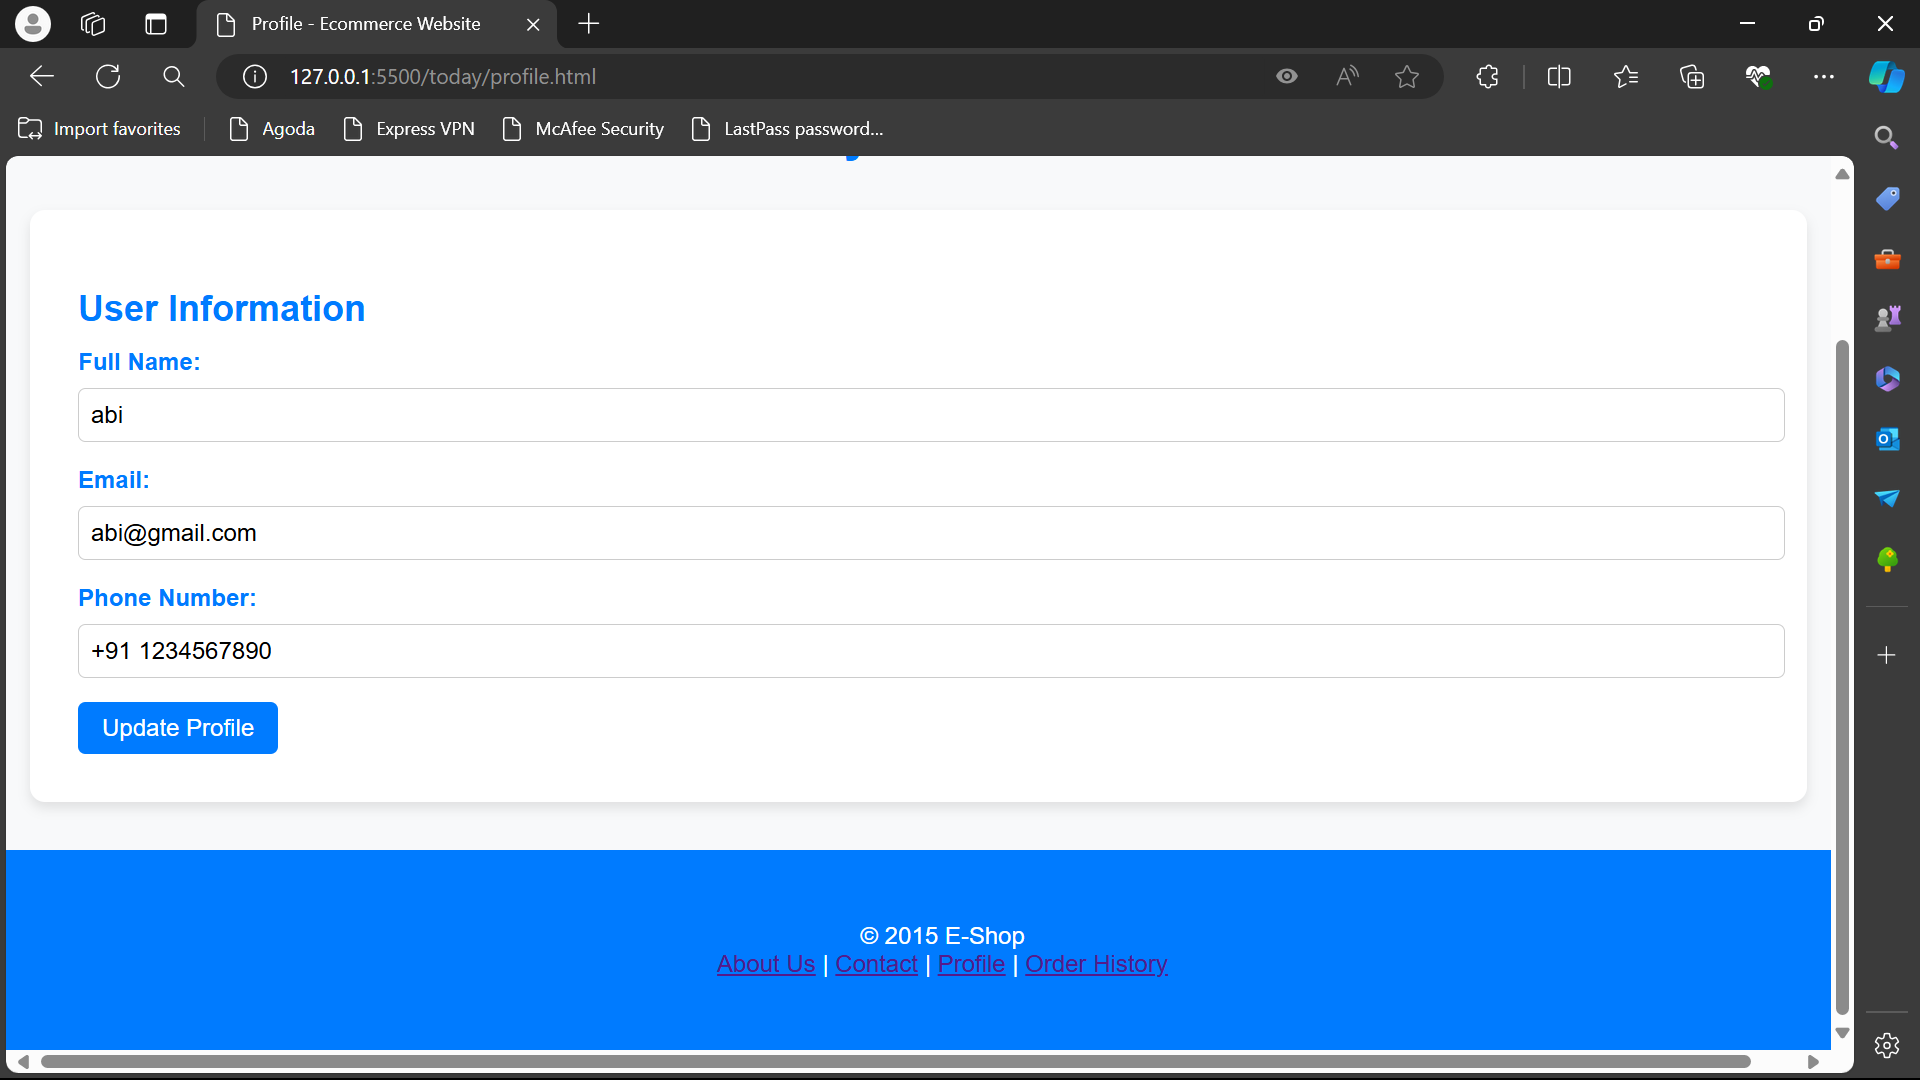 Profile - Ecommerce Website
127.0.0.1:5500/today/profile.html
Import favorites
Agoda
Express VPN
McAfee Security
LastPass password...
User Information
Full Name:
abi
Email:
abi@gmail.com
Phone Number:
+91 1234567890
Update Profile
© 2015 E-Shop
About Us | Contact | Profile | Order History